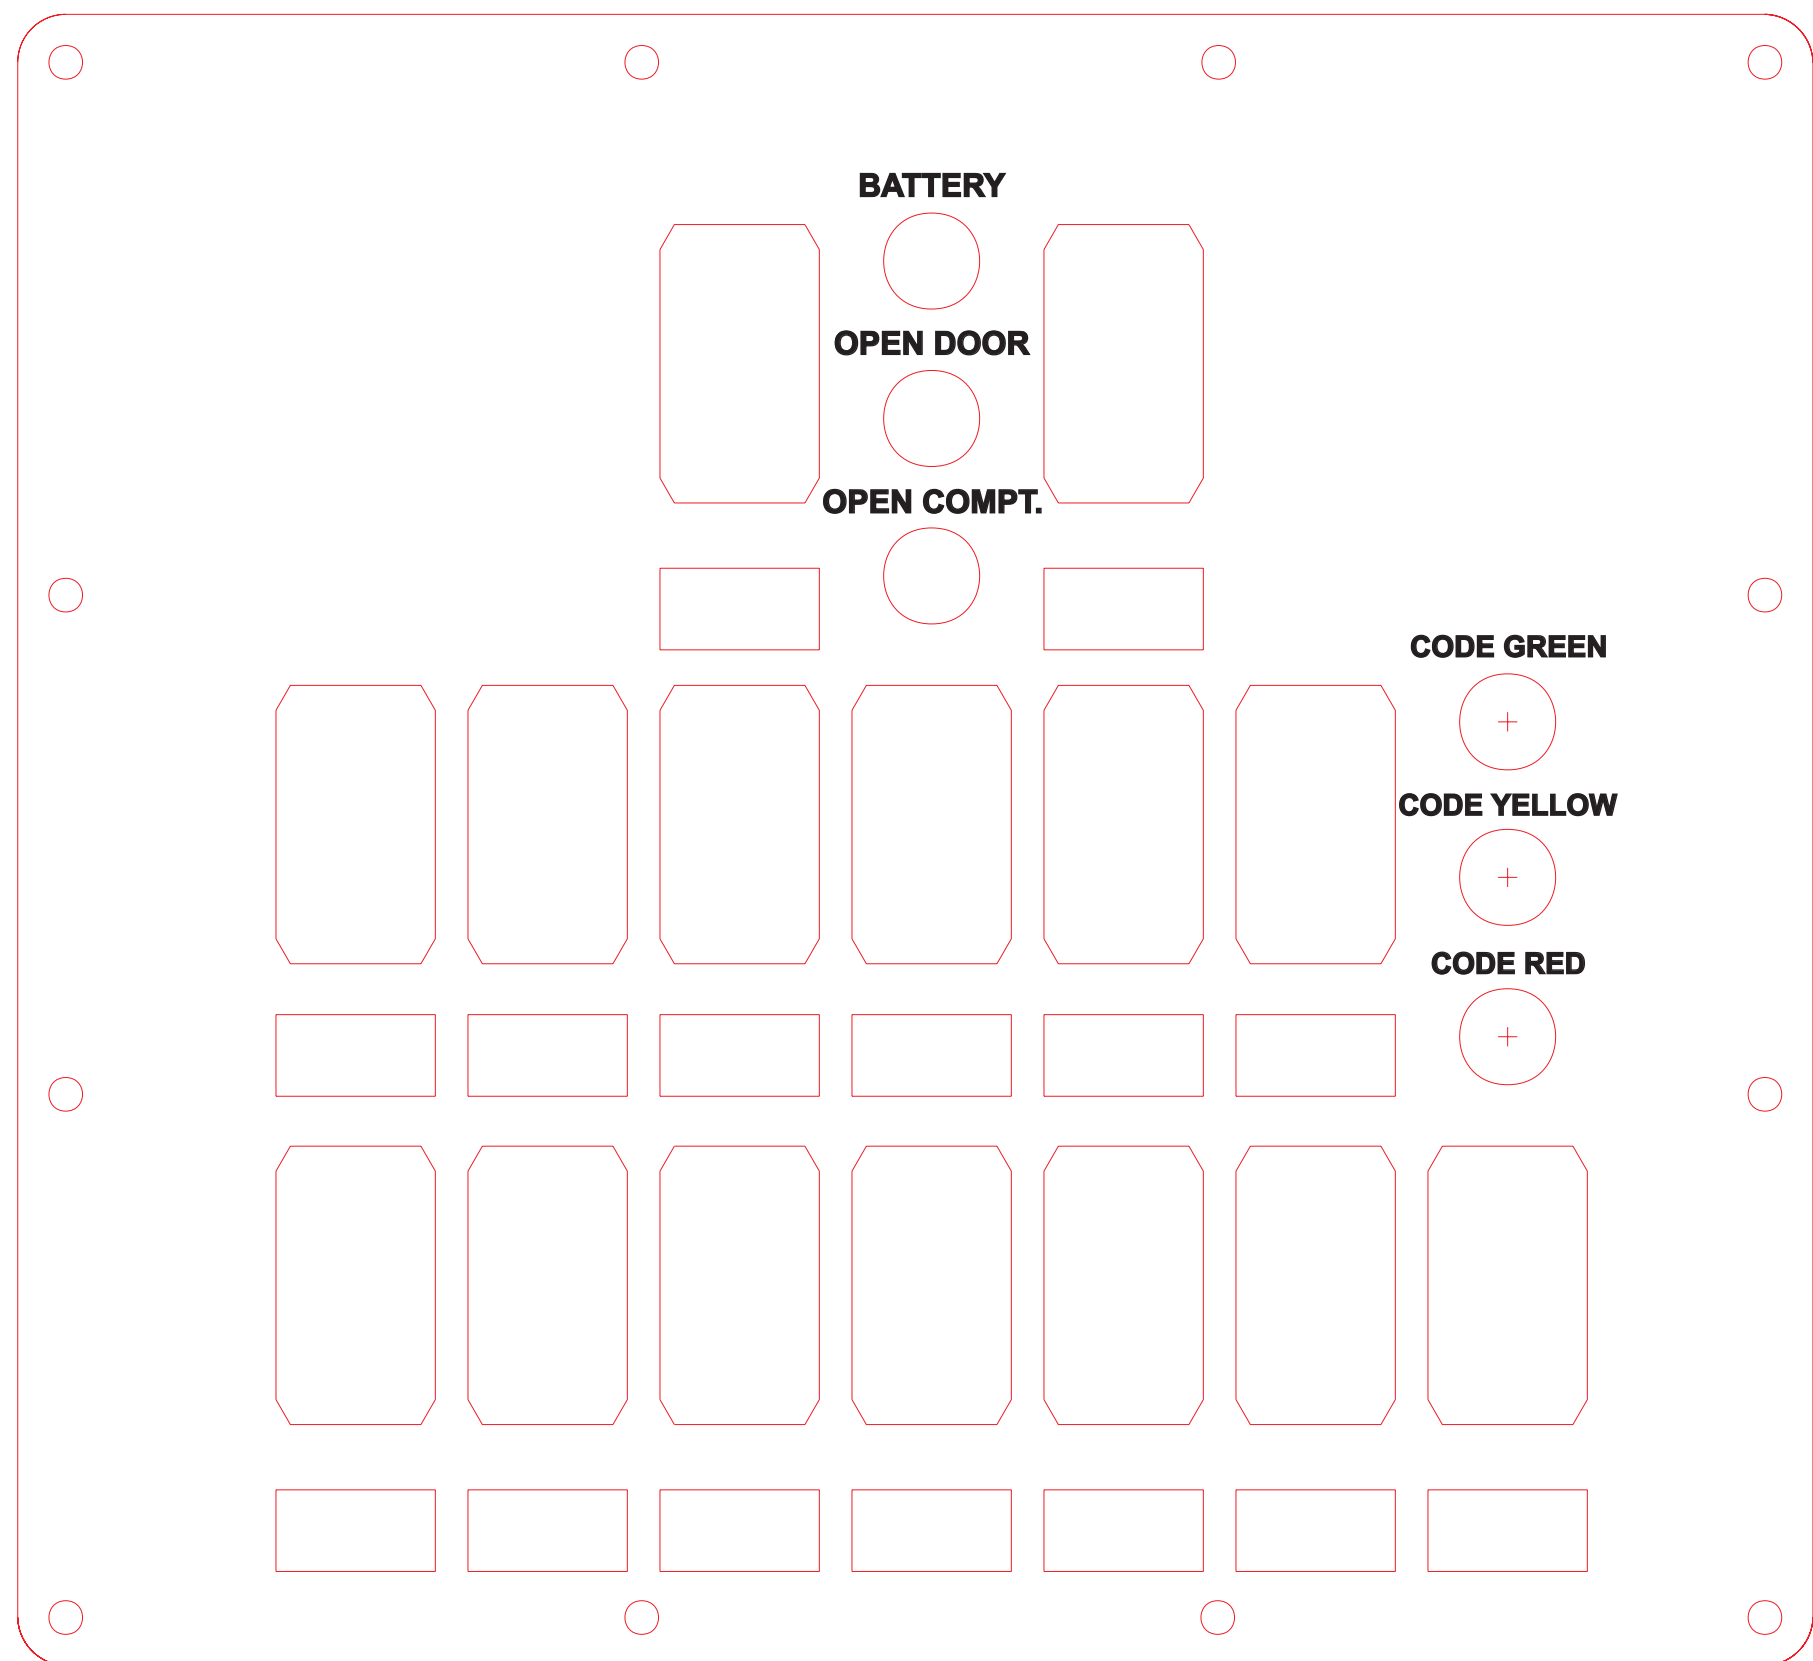 BATTERY
OPEN DOOR
OPEN COMPT.
CODE GREEN
CODE YELLOW
CODE RED